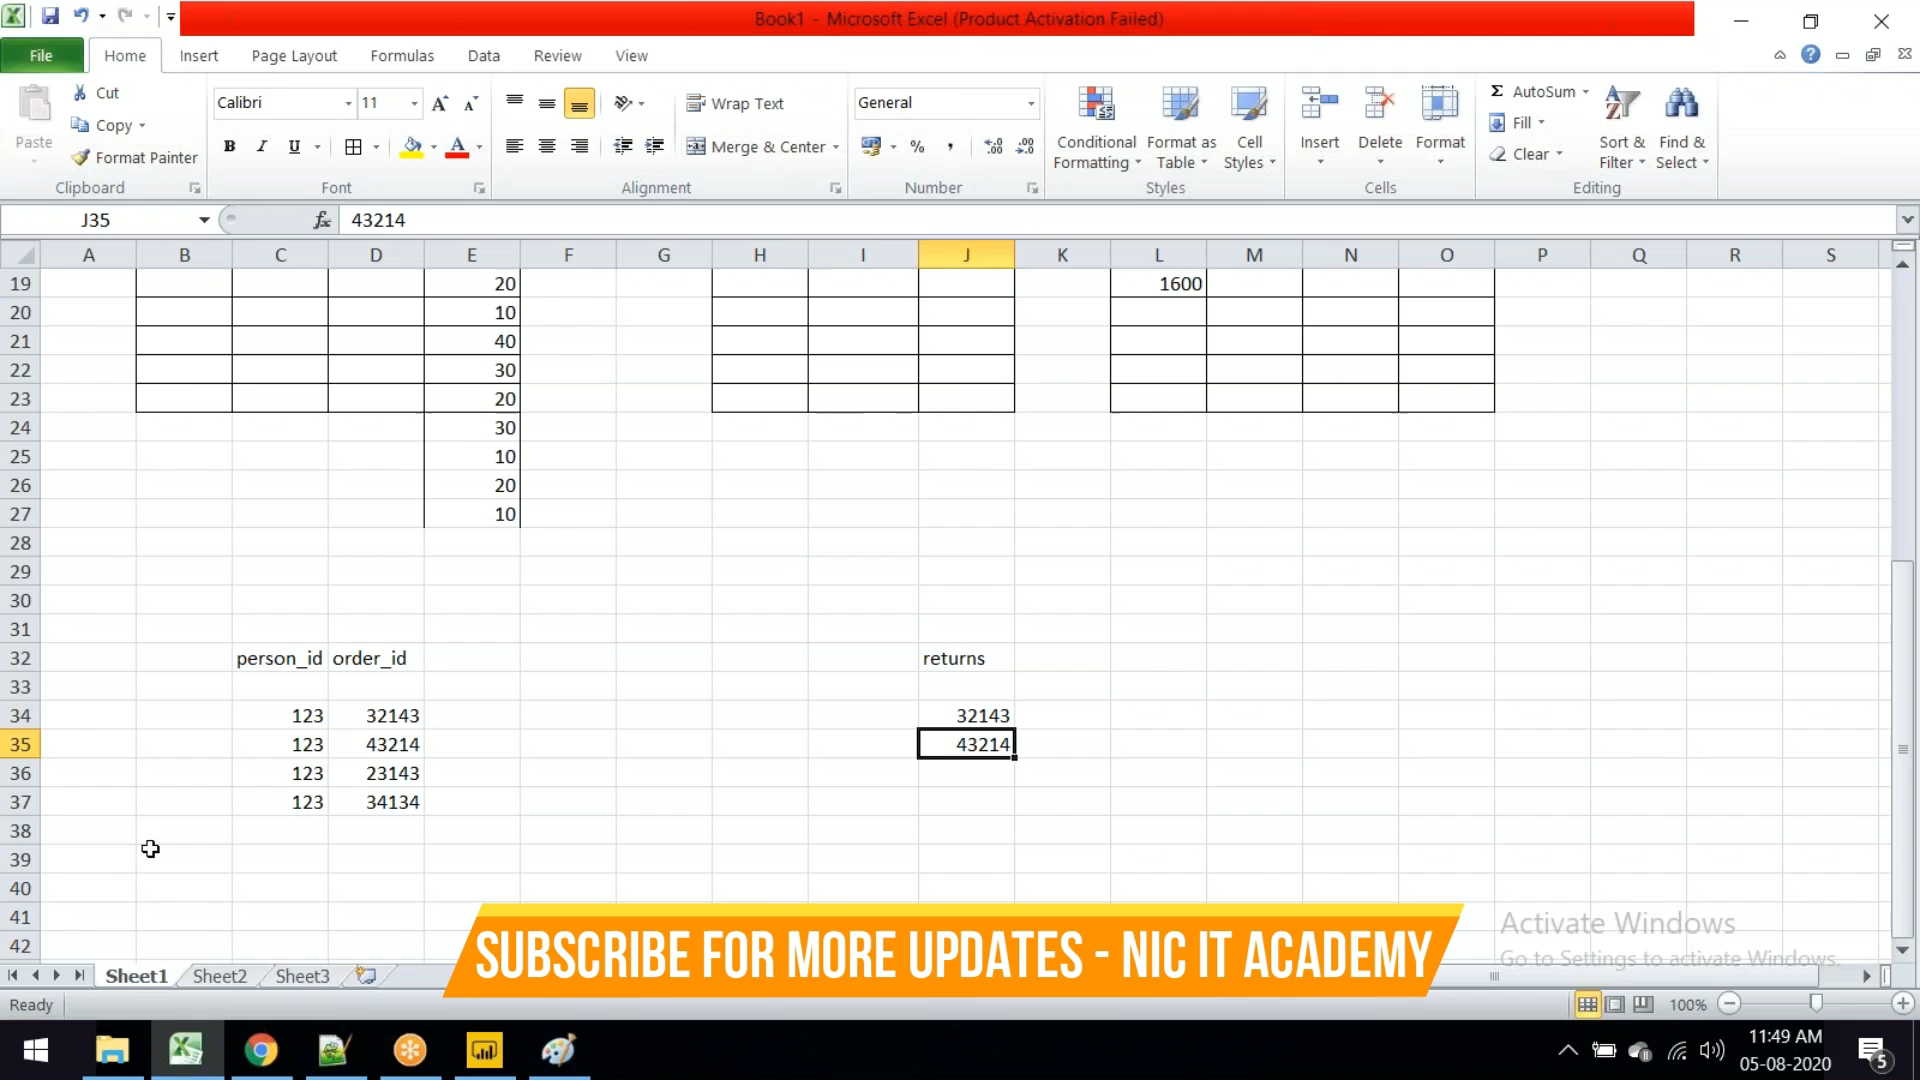 Book1 - Microsoft Excel (Product Activation Failed)
File Home Insert Page Layout Formulas Data Review View
Paste Cut Copy Format Painter Clipboard
Calibri 11 B I U A Font
Wrap Text Merge & Center Alignment
General % , Number
Conditional Formatting Format as Table Cell Styles Styles
Insert Delete Format Cells
AutoSum Fill Clear Sort & Filter Find & Select Editing
J35 fx 43214
A B C D E F G H I J K L M N O P Q R S
19 20 1600
20 10
21 40
22 30
23 20
24 30
25 10
26 20
27 10
28
29
30
31
32 person_id order_id returns
33
34 123 32143 32143
35 123 43214 43214
36 123 23143
37 123 34134
38
39
40
41
42
SUBSCRIBE FOR MORE UPDATES - NIC IT ACADEMY
Activate Windows
Go to Settings to activate Windows.
Sheet1 Sheet2 Sheet3
Ready 100%
11:49 AM
05-08-2020
5